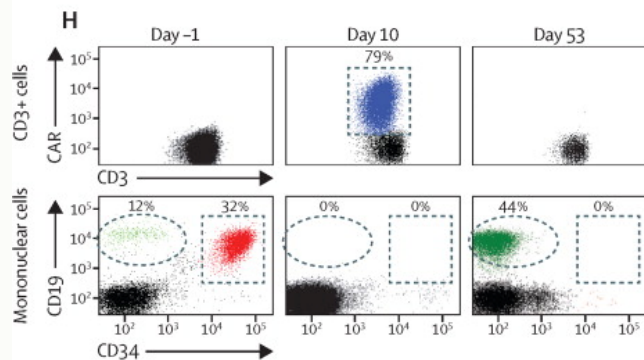 H
Day –1 Day 10 Day 53
79%
CD3+ cells
CAR
10⁵
10⁴
10³
10²
CD3
12% 32% 0% 0% 44% 0%
Mononuclear cells
CD19
10⁵
10⁴
10³
10²
10² 10³ 10⁴ 10⁵ 10² 10³ 10⁴ 10⁵ 10² 10³ 10⁴ 10⁵
CD34